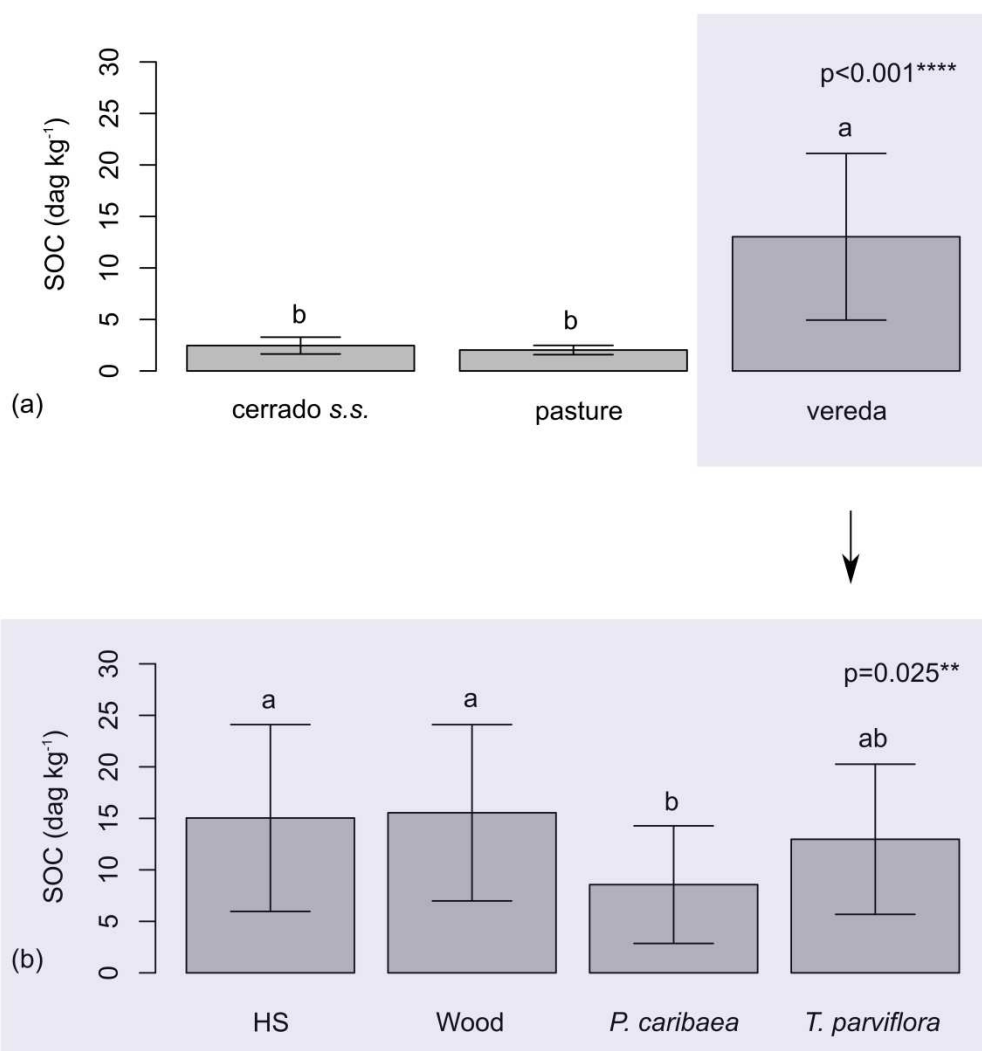 30
25
20
15
10
5
0
SOC (dag kg⁻¹)
p<0.001****
b
b
a
(a)
cerrado s.s.
pasture
vereda
30
25
20
15
10
5
0
SOC (dag kg⁻¹)
p=0.025**
a
a
b
ab
(b)
HS
Wood
P. caribaea
T. parviflora